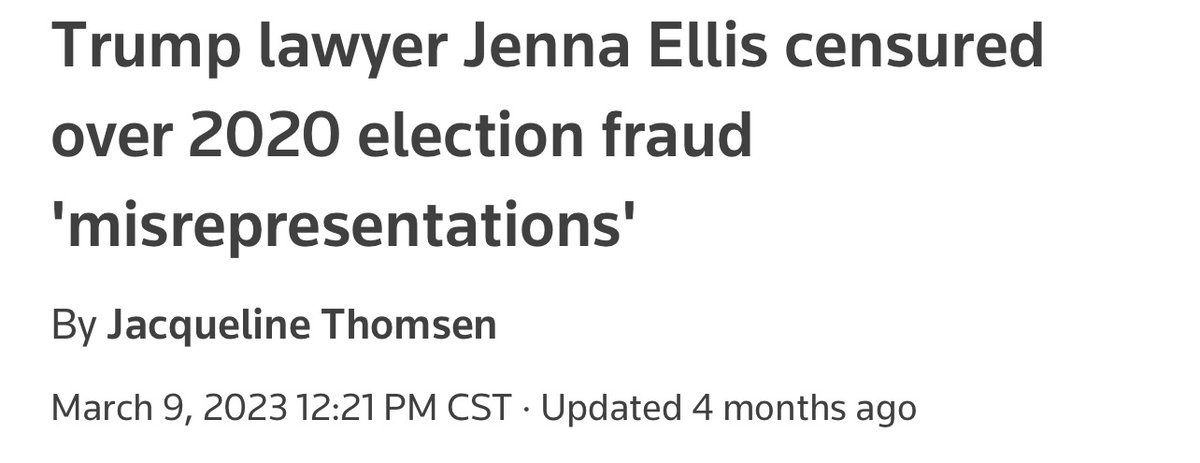 Trump lawyer Jenna Ellis censured
over 2020 election fraud
'misrepresentations'
By Jacqueline Thomsen
March 9, 2023 12:21 PM CST · Updated 4 months ago